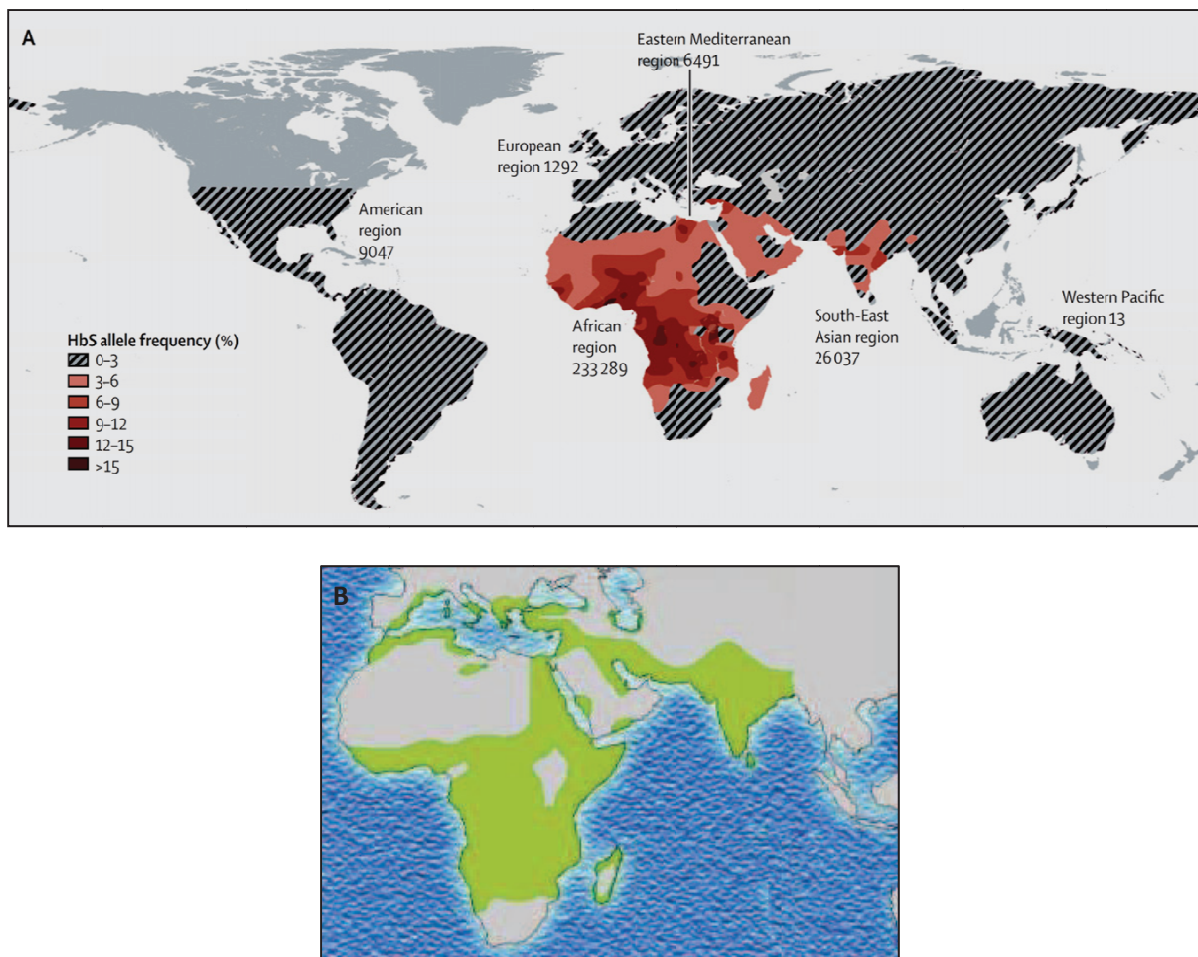 A
Eastern Mediterranean
region 6491
European
region 1292
American
region
9047
African
region
233 289
South-East
Asian region
26 037
Western Pacific
region 13
HbS allele frequency (%)
0–3
3–6
6–9
9–12
12–15
>15
B